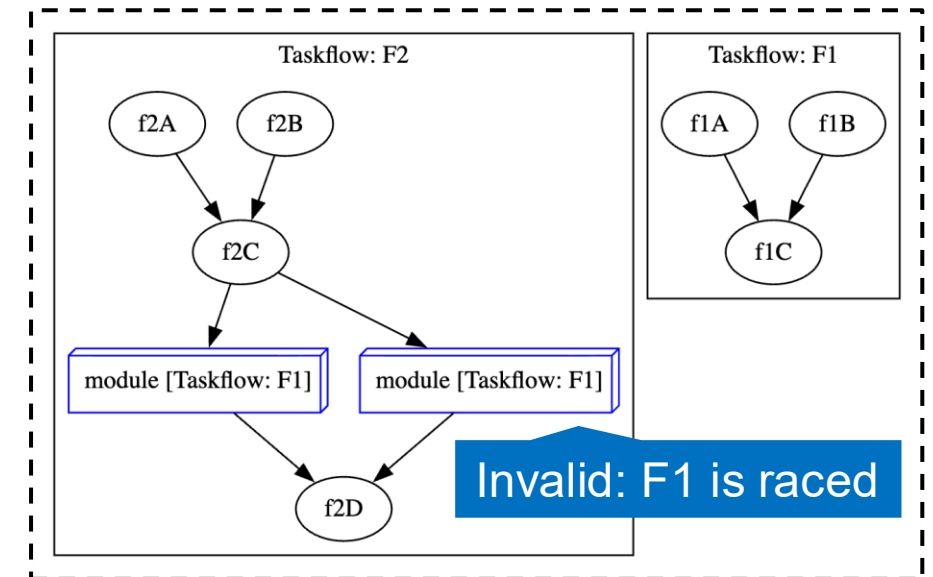 Taskflow: F2
f2A
f2B
f2C
module [Taskflow: F1]
module [Taskflow: F1]
f2D
Taskflow: F1
f1A
f1B
f1C
Invalid: F1 is raced